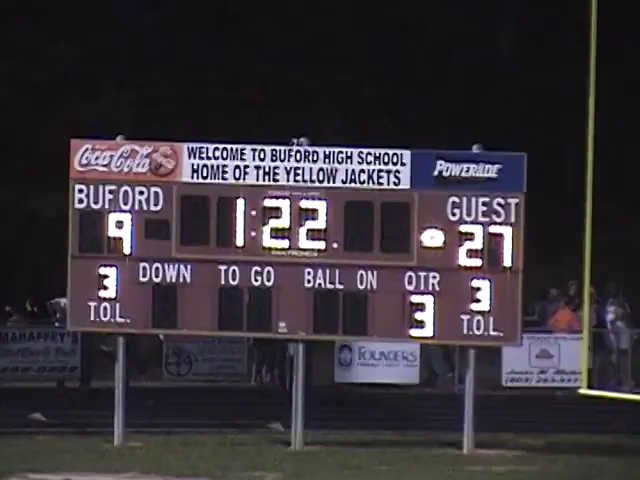 Coca-Cola
WELCOME TO BUFORD HIGH SCHOOL
HOME OF THE YELLOW JACKETS
POWERADE
BUFORD
9
1:22
GUEST
27
3
T.O.L.
DOWN
TO GO
BALL ON
QTR
3
3
T.O.L.
MAHAFFEY'S
FOUNDERS